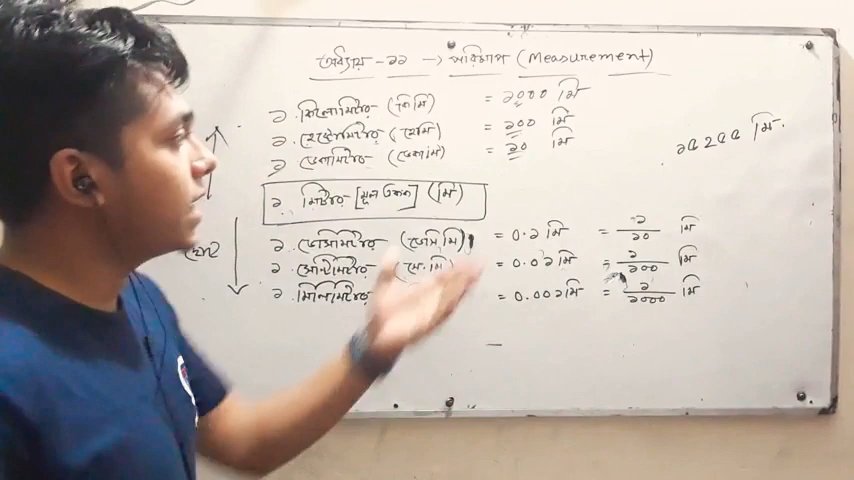 অধ্যায় - ১১ → পরিমাপ (Measurement)
১ . কিলোমিটার (কিমি) = ১০০০ মি
১ . হেক্টোমিটার (হেমি) = ১০০ মি
১ . ডেকামিটার (ডেকামি) = ১০ মি
১ . মিটার [মূল একক] (মি)
১ . ডেসিমিটার (ডেসি.মি) = ০.১ মি = ১/১০ মি
১ . সেন্টিমিটার (সে.মি) = ০.০১ মি = ১/১০০ মি
১ . মিলিমিটার = ০.০০১ মি = ১/১০০০ মি
মি.